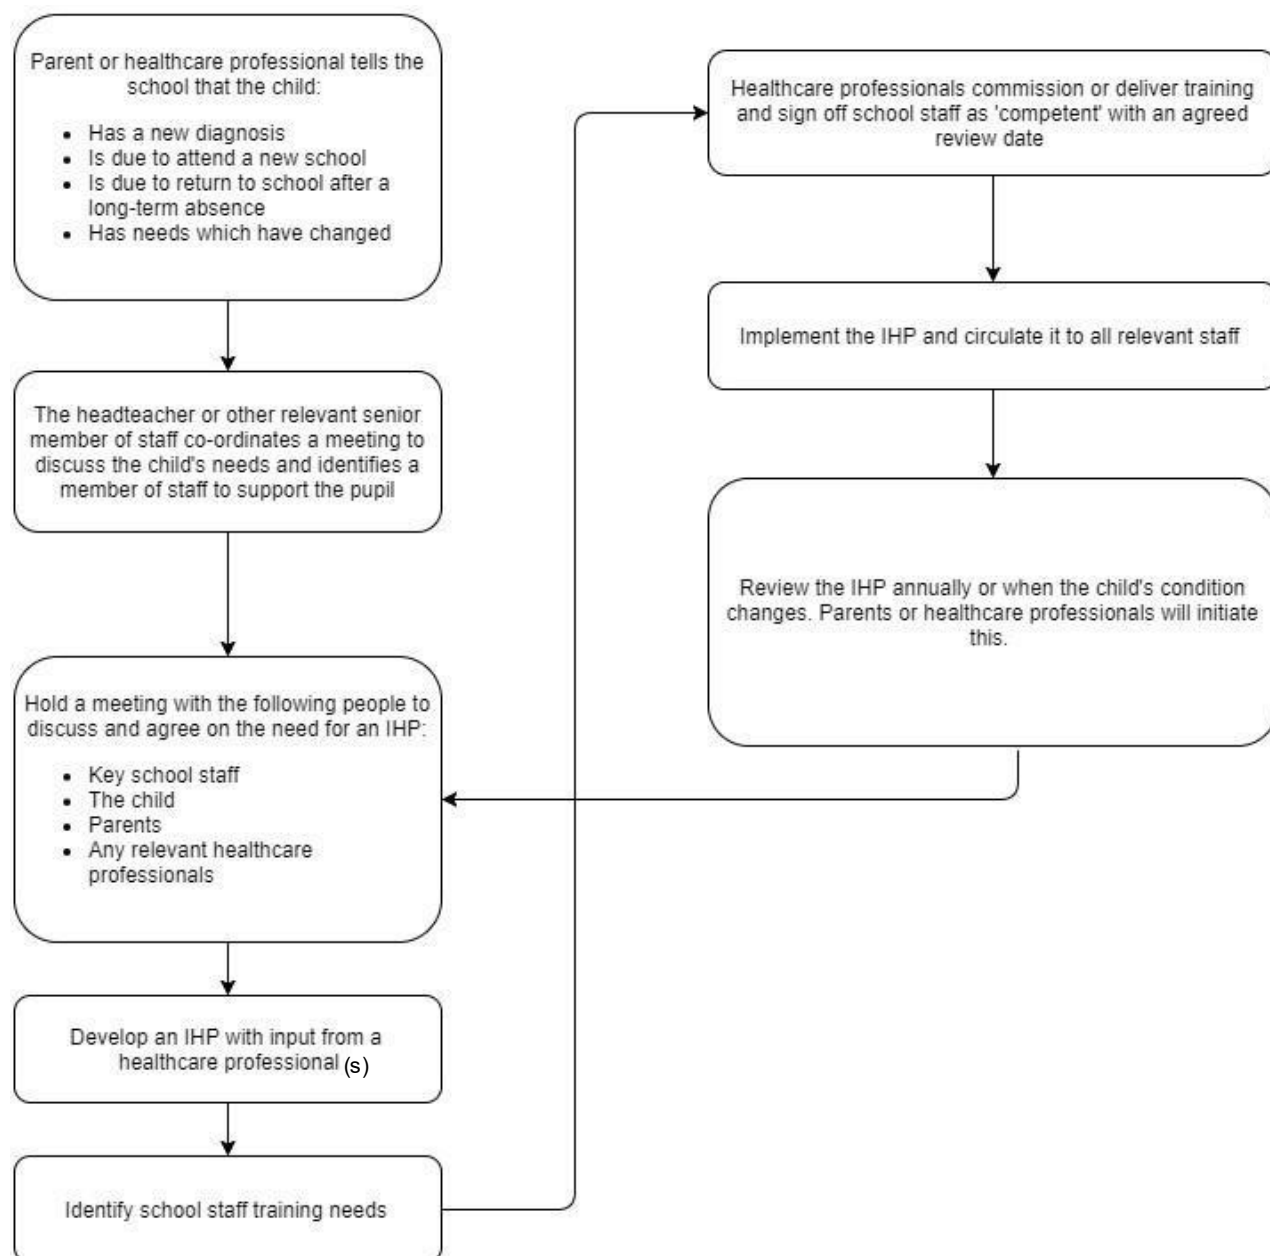 Parent or healthcare professional tells the
school that the child:
• Has a new diagnosis
• Is due to attend a new school
• Is due to return to school after a
long-term absence
• Has needs which have changed
The headteacher or other relevant senior
member of staff co-ordinates a meeting to
discuss the child's needs and identifies a
member of staff to support the pupil
Hold a meeting with the following people to
discuss and agree on the need for an IHP:
• Key school staff
• The child
• Parents
• Any relevant healthcare
professionals
Develop an IHP with input from a
healthcare professional (s)
Identify school staff training needs
Healthcare professionals commission or deliver training
and sign off school staff as 'competent' with an agreed
review date
Implement the IHP and circulate it to all relevant staff
Review the IHP annually or when the child's condition
changes. Parents or healthcare professionals will initiate
this.